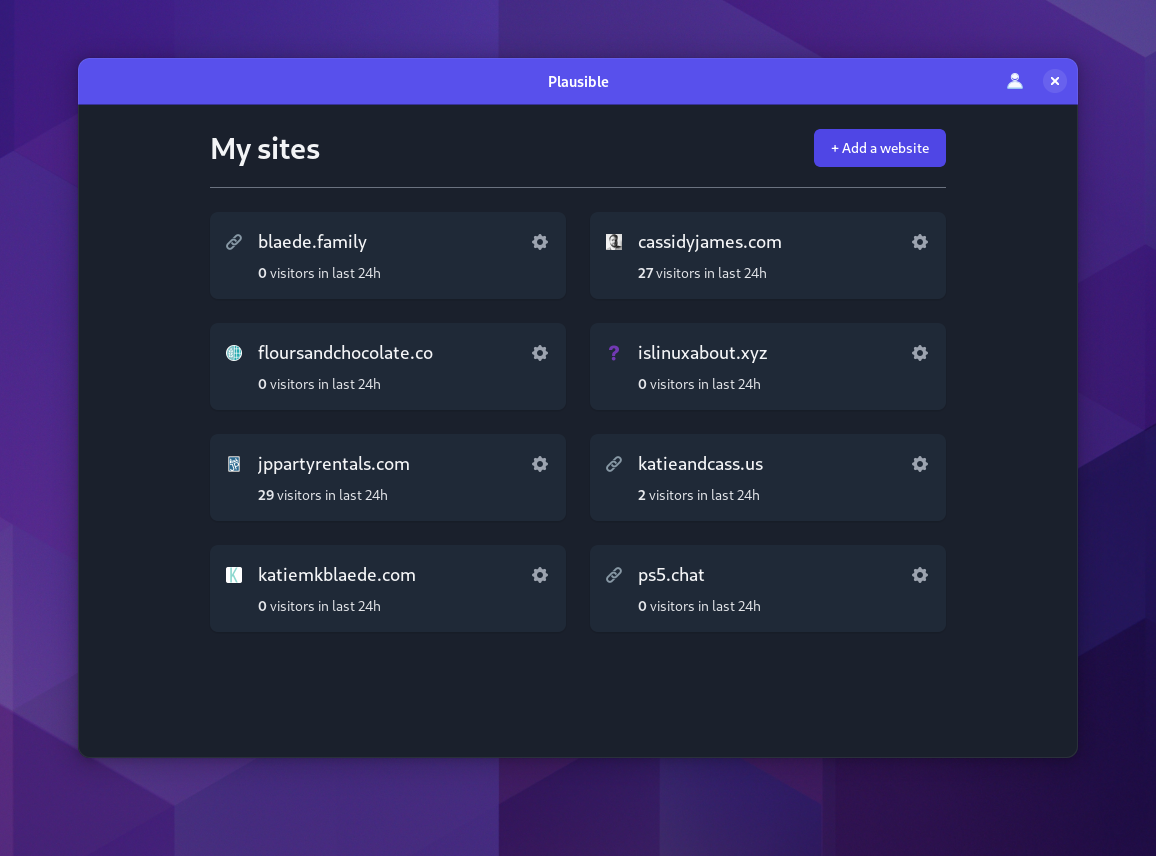 Plausible
My sites
+ Add a website
blaede.family
0 visitors in last 24h
cassidyjames.com
27 visitors in last 24h
floursandchocolate.co
0 visitors in last 24h
islinuxabout.xyz
0 visitors in last 24h
jppartyrentals.com
29 visitors in last 24h
katieandcass.us
2 visitors in last 24h
katiemkblaede.com
0 visitors in last 24h
ps5.chat
0 visitors in last 24h